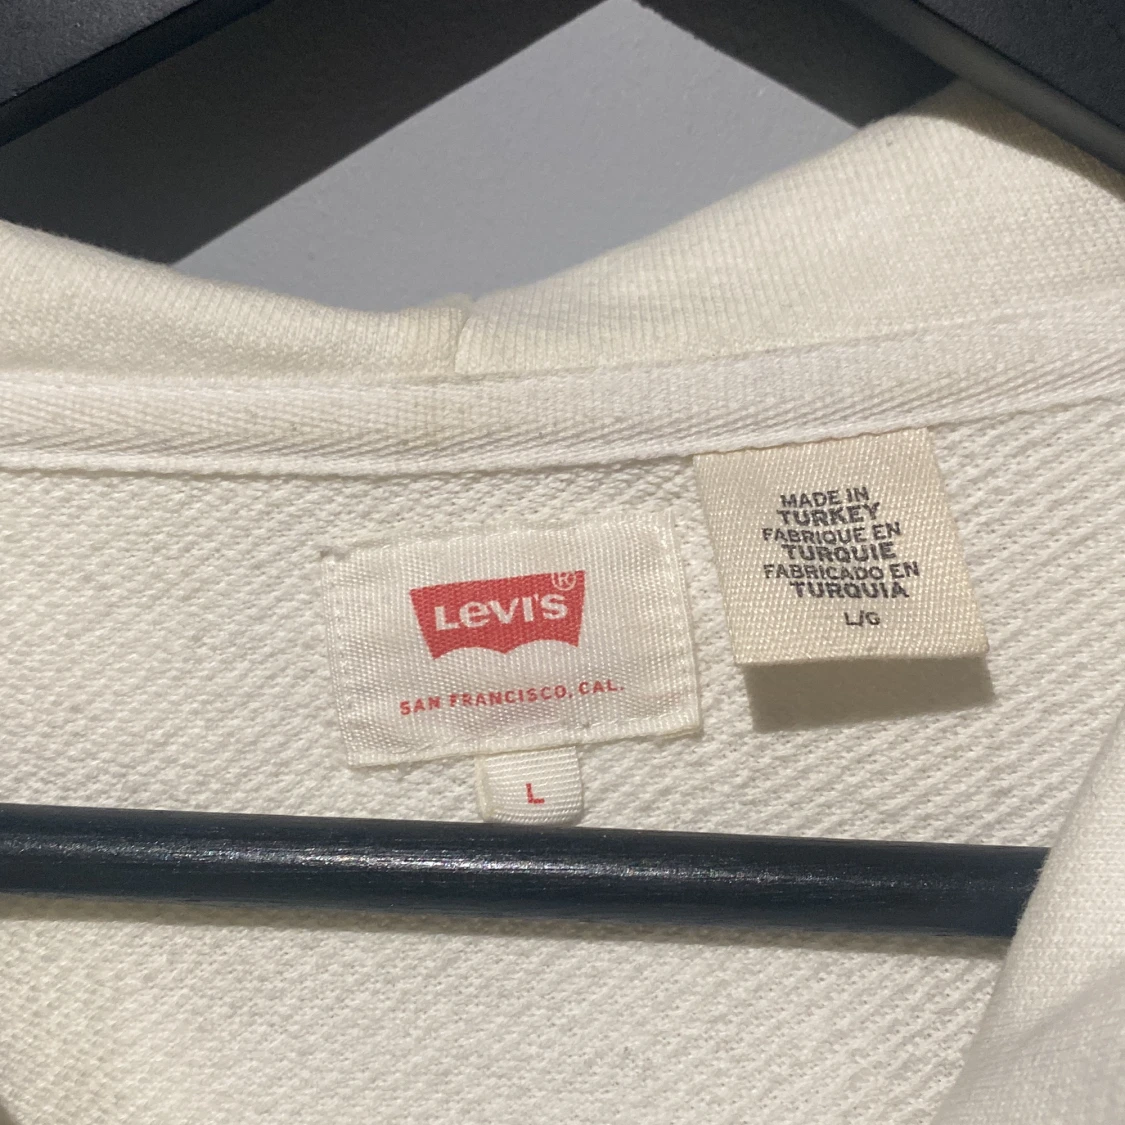 LEVI'S®
SAN FRANCISCO, CAL.
L
MADE IN
TURKEY
FABRIQUE EN
TURQUIE
FABRICADO EN
TURQUIA
L/G